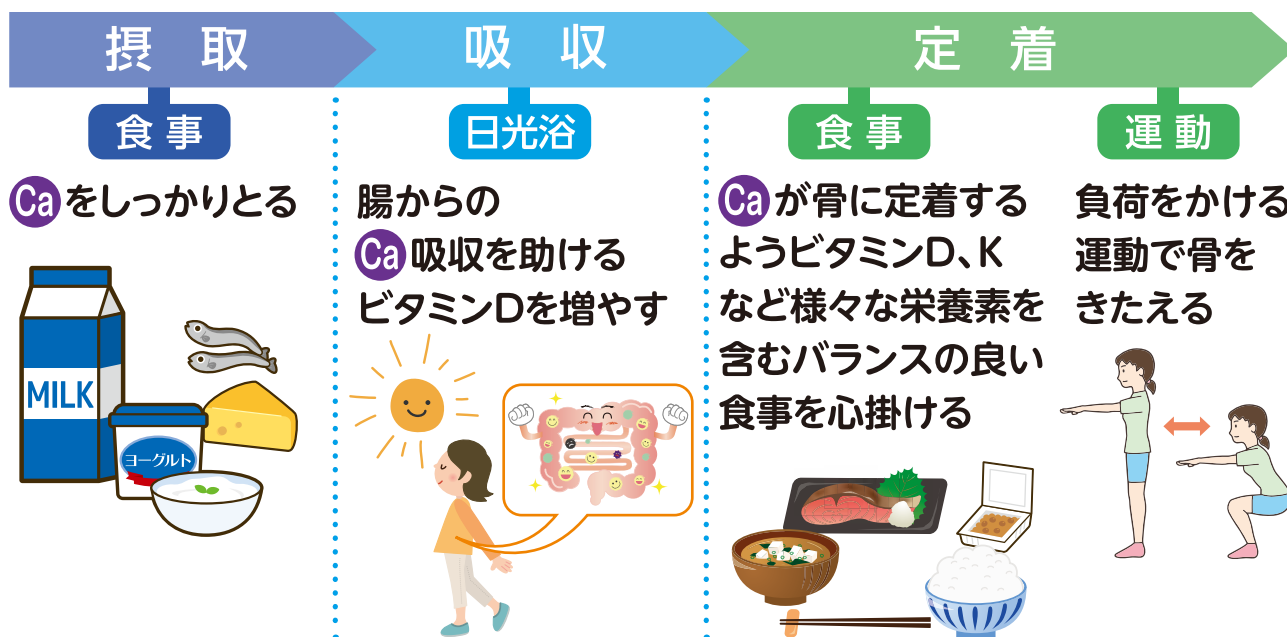 摂取
食事
Caをしっかりとる
MILK
ヨーグルト
吸収
日光浴
腸からの
Ca吸収を助ける
ビタミンDを増やす
定着
食事
Caが骨に定着する
ようビタミンD、K
など様々な栄養素を
含むバランスの良い
食事を心掛ける
運動
負荷をかける
運動で骨を
きたえる